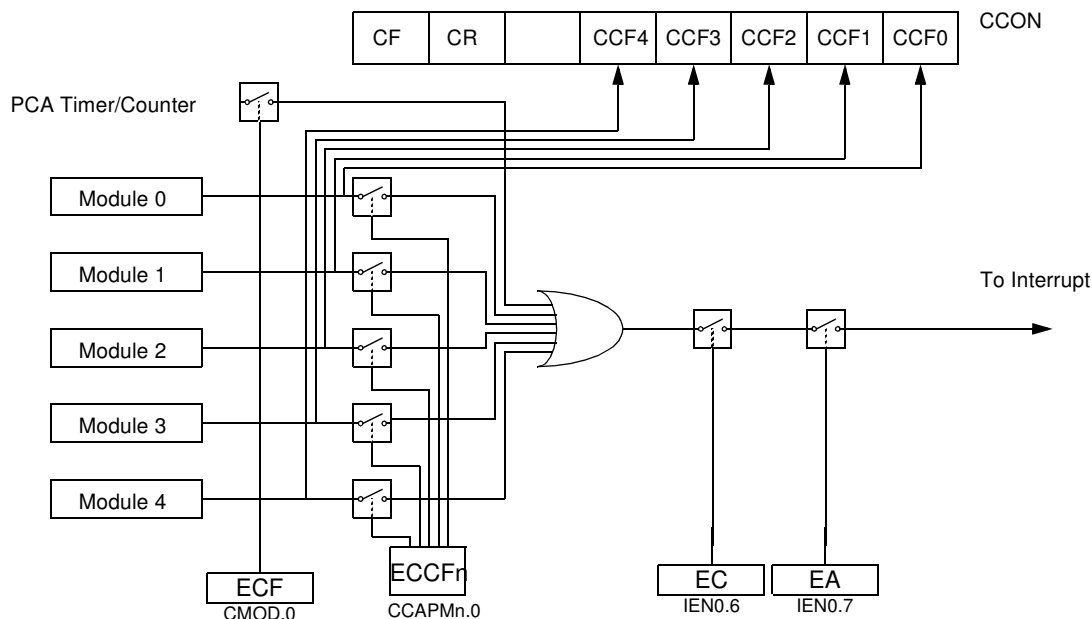 CF CR CCF4 CCF3 CCF2 CCF1 CCF0 CCON
PCA Timer/Counter
Module 0
Module 1
To Interrupt
Module 2
Module 3
Module 4
ECCFn
ECF EC EA
CMOD.0 CCAPMn.0 IEN0.6 IEN0.7